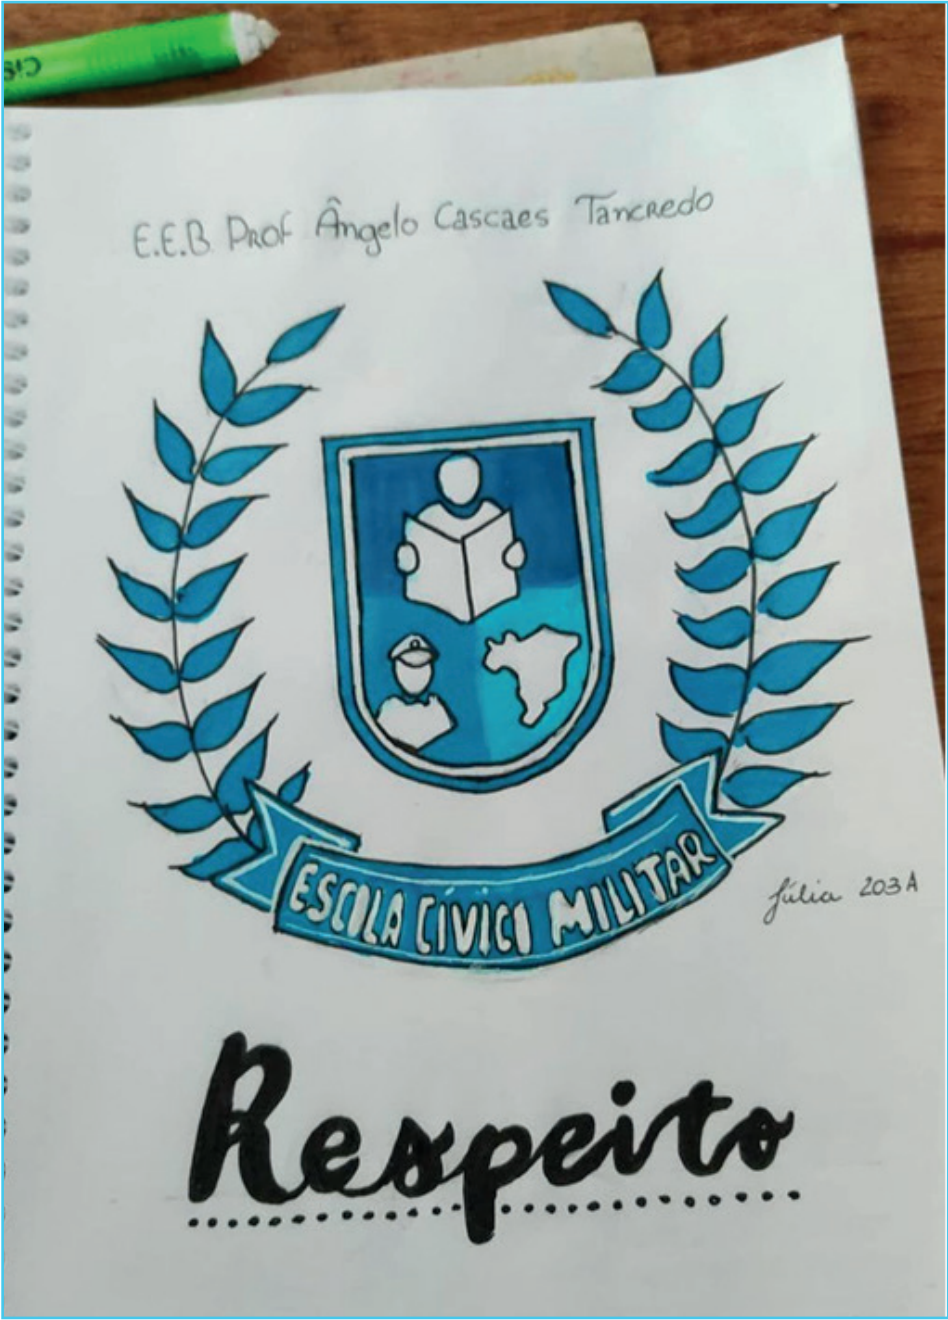 E.E.B Prof Ângelo Cascaes Tancredo
ESCOLA CÍVICO MILITAR
Júlia 203A
Respeito